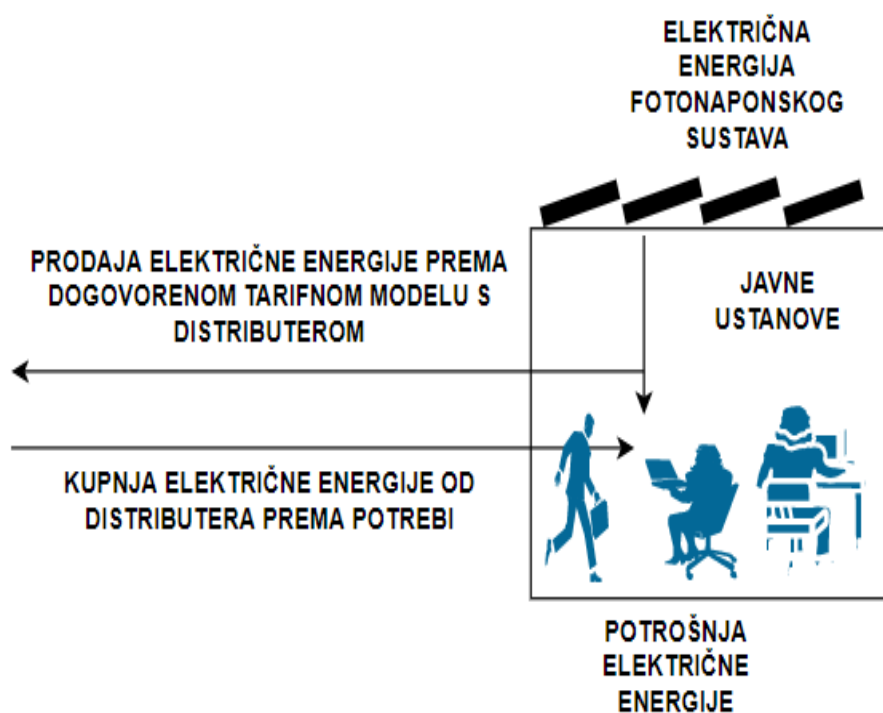 ELEKTRIČNA
ENERGIJA
FOTONAPONSKOG
SUSTAVA
PRODAJA ELEKTRIČNE ENERGIJE PREMA
DOGOVORENOM TARIFNOM MODELU S
DISTRIBUTEROM
JAVNE
USTANOVE
KUPNJA ELEKTRIČNE ENERGIJE OD
DISTRIBUTERA PREMA POTREBI
POTROŠNJA
ELEKTRIČNE
ENERGIJE